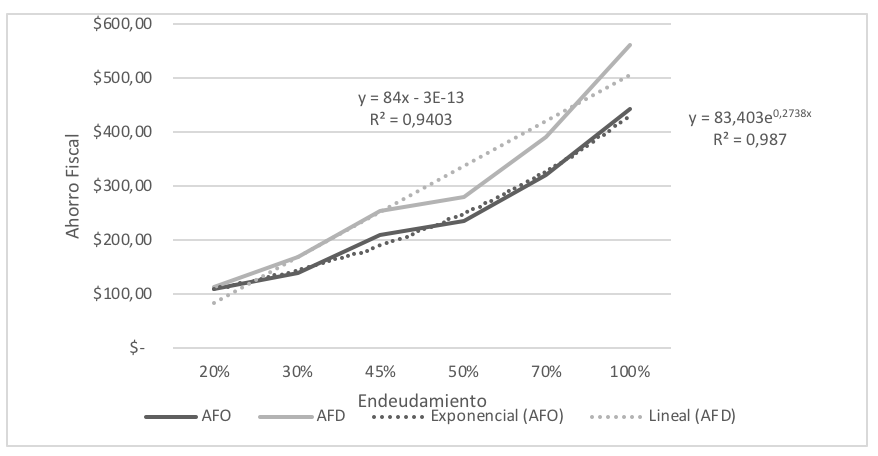 $600,00
$500,00
$400,00
$300,00
$200,00
$100,00
$-
Ahorro Fiscal
y = 84x - 3E-13
R² = 0,9403
y = 83,403e^0,2738x
R² = 0,987
20% 30% 45% 50% 70% 100%
Endeudamiento
AFO AFD Exponencial (AFO) Lineal (AFD)